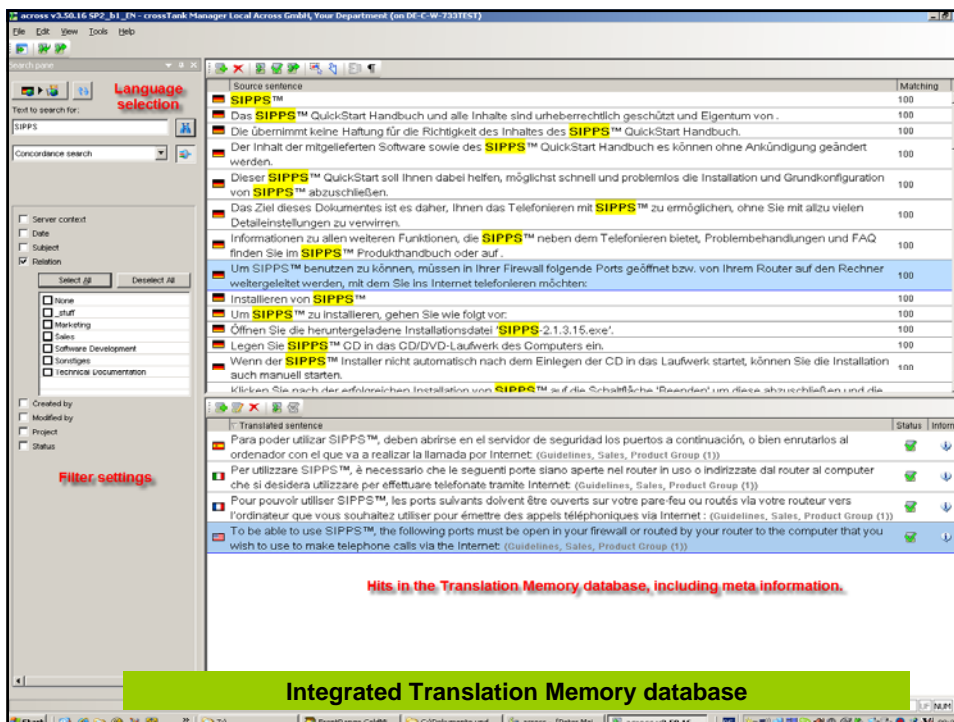 across v3.50.16 SP2_b1_EN - crossTank Manager Local Across GmbH, Your Department (on DE-C-W-733TEST)
File Edit View Tools Help
Search pane
Language
selection
Text to search for:
SIPPS
Concordance search
Server context
Date
Subject
Relation
Select All Deselect All
None
_stuff
Marketing
Sales
Software Development
Sonstiges
Technical Documentation
Created by
Modified by
Project
Status
Filter settings
Source sentence Matching
SIPPS™ 100
Das SIPPS™ QuickStart Handbuch und alle Inhalte sind urheberrechtlich geschützt und Eigentum von . 100
Die übernimmt keine Haftung für die Richtigkeit des Inhaltes des SIPPS™ QuickStart Handbuch. 100
Der Inhalt der mitgelieferten Software sowie des SIPPS™ QuickStart Handbuch es können ohne Ankündigung geändert
werden. 100
Dieser SIPPS™ QuickStart soll Ihnen dabei helfen, möglichst schnell und problemlos die Installation und Grundkonfiguration
von SIPPS™ abzuschließen. 100
Das Ziel dieses Dokumentes ist es daher, Ihnen das Telefonieren mit SIPPS™ zu ermöglichen, ohne Sie mit allzu vielen
Detaileinstellungen zu verwirren. 100
Informationen zu allen weiteren Funktionen, die SIPPS™ neben dem Telefonieren bietet, Problembehandlungen und FAQ
finden Sie im SIPPS™ Produkthandbuch oder auf . 100
Um SIPPS™ benutzen zu können, müssen in Ihrer Firewall folgende Ports geöffnet bzw. von Ihrem Router auf den Rechner
weitergeleitet werden, mit dem Sie ins Internet telefonieren möchten: 100
Installieren von SIPPS™ 100
Um SIPPS™ zu installieren, gehen Sie wie folgt vor: 100
Öffnen Sie die heruntergeladene Installationsdatei 'SIPPS-2.1.3.15.exe'. 100
Legen Sie SIPPS™ CD in das CD/DVD-Laufwerk des Computers ein. 100
Wenn der SIPPS™ Installer nicht automatisch nach dem Einlegen der CD in das Laufwerk startet, können Sie die Installation
auch manuell starten. 100
Klicken Sie nach der erfolgreichen Installation von SIPPS™ auf die Schaltfläche 'Beenden' um diese abzuschließen und die
Translated sentence Status Inform
Para poder utilizar SIPPS™, deben abrirse en el servidor de seguridad los puertos a continuación, o bien enrutarlos al
ordenador con el que va a realizar la llamada por Internet: (Guidelines, Sales, Product Group (1))
Per utilizzare SIPPS™, è necessario che le seguenti porte siano aperte nel router in uso o indirizzate dal router al computer
che si desidera utilizzare per effettuare telefonate tramite Internet: (Guidelines, Sales, Product Group (1))
Pour pouvoir utiliser SIPPS™, les ports suivants doivent être ouverts sur votre pare-feu ou routés via votre routeur vers
l'ordinateur que vous souhaitez utiliser pour émettre des appels téléphoniques via Internet : (Guidelines, Sales, Product Group (1))
To be able to use SIPPS™, the following ports must be open in your firewall or routed by your router to the computer that you
wish to use to make telephone calls via the Internet: (Guidelines, Sales, Product Group (1))
Hits in the Translation Memory database, including meta information.
Integrated Translation Memory database
UF NUM